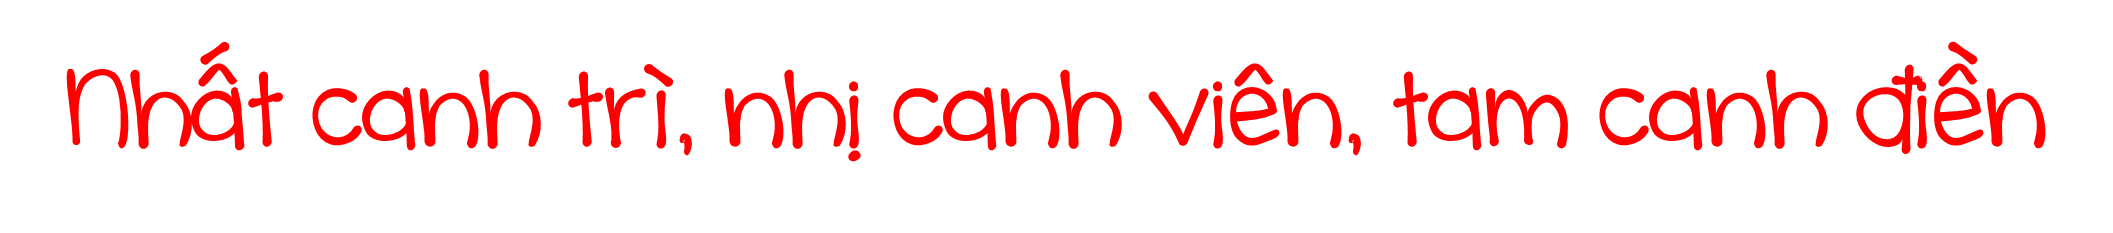 Nhất canh trì, nhị canh viên, tam canh điền